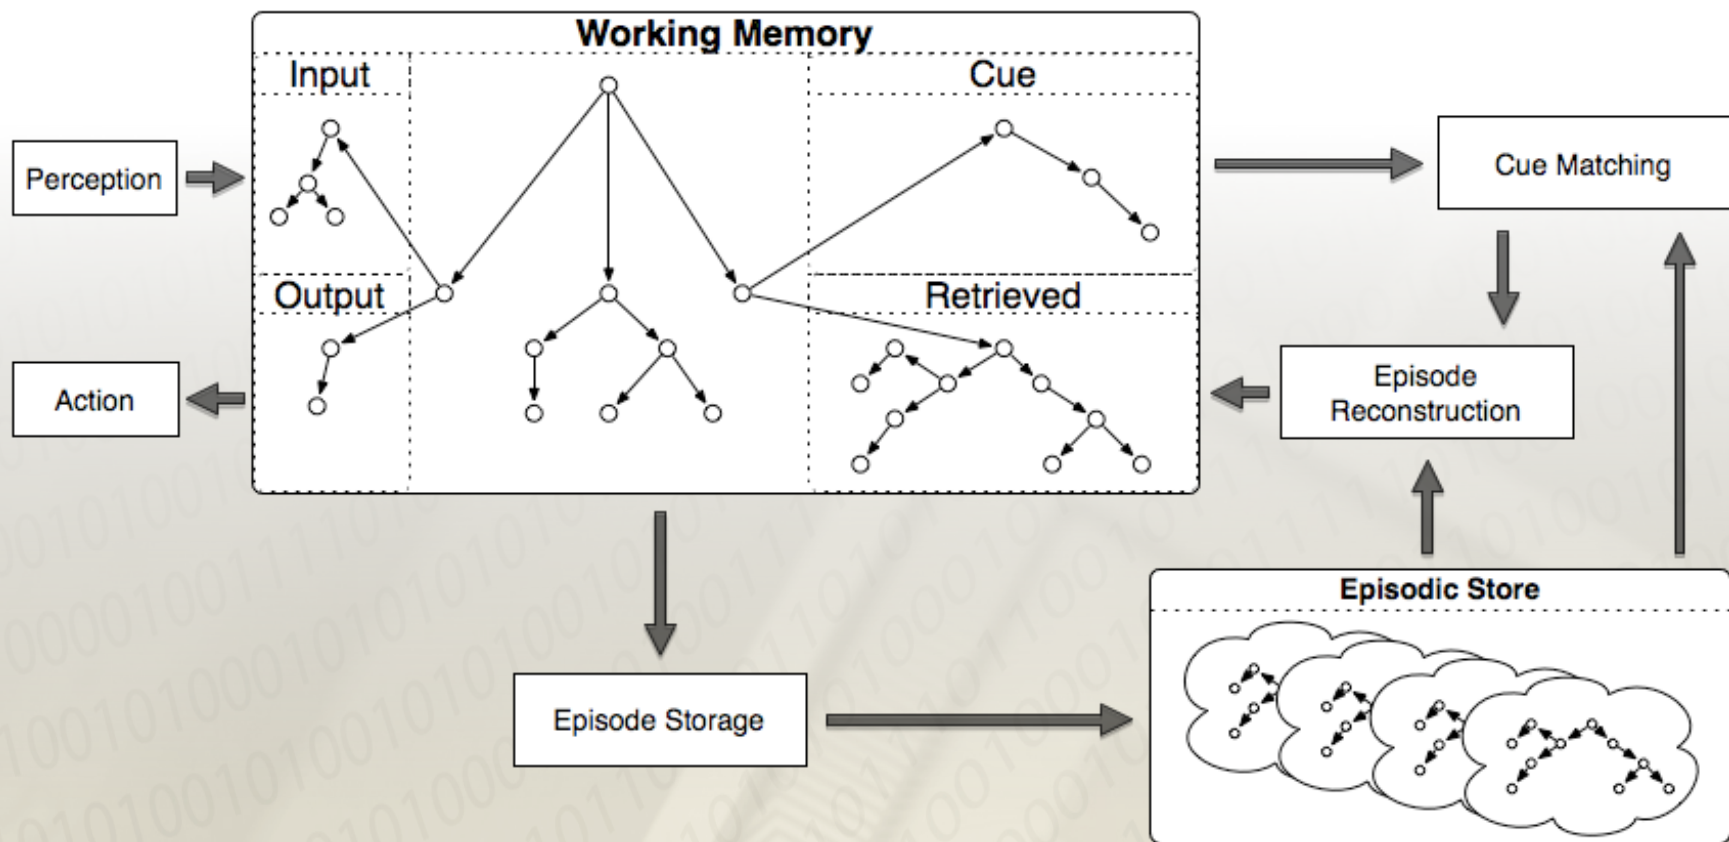 Working Memory
Input
Cue
Perception
Cue Matching
Output
Retrieved
Action
Episode
Reconstruction
Episodic Store
Episode Storage